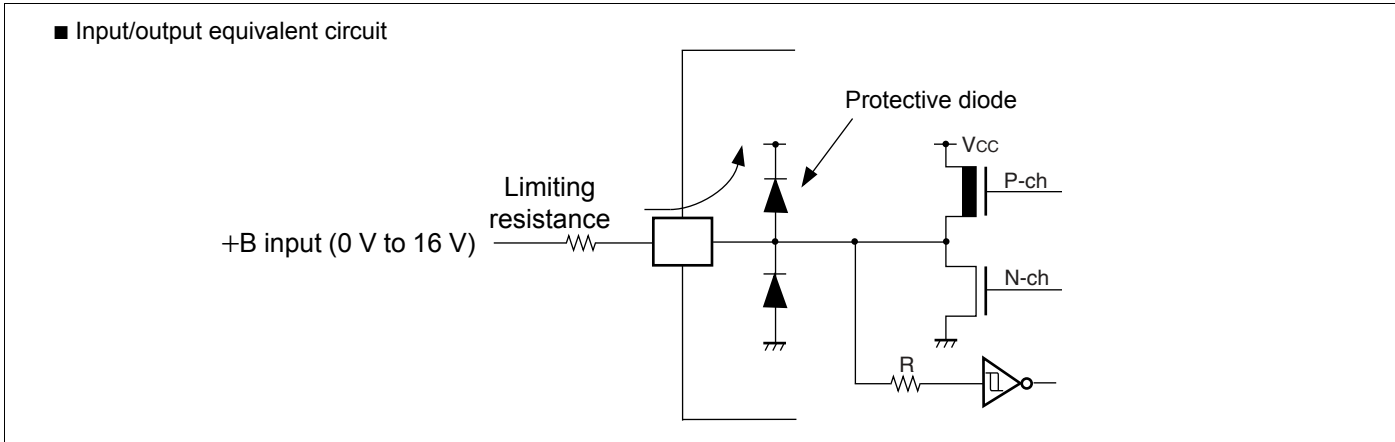 ■ Input/output equivalent circuit
Protective diode
Vcc
P-ch
Limiting
resistance
+B input (0 V to 16 V)
N-ch
R